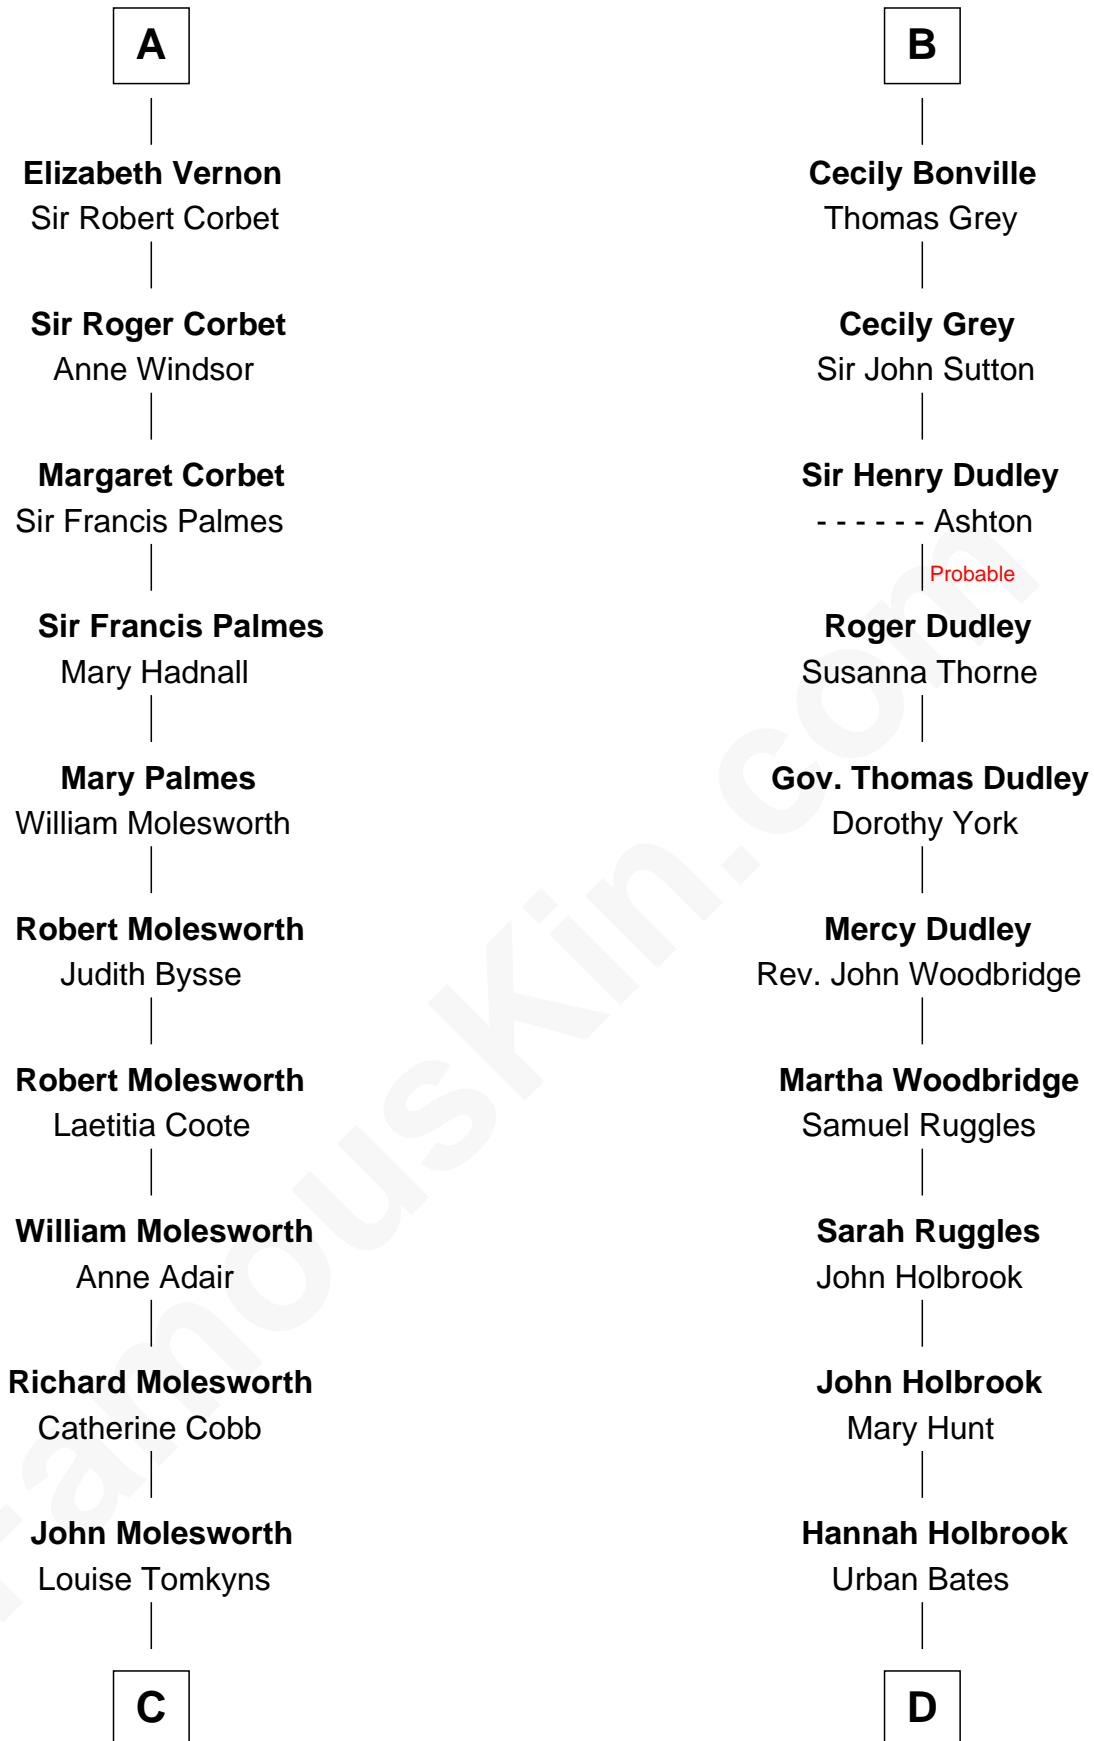 A
Elizabeth Vernon
Sir Robert Corbet
Sir Roger Corbet
Anne Windsor
Margaret Corbet
Sir Francis Palmes
Sir Francis Palmes
Mary Hadnall
Mary Palmes
William Molesworth
Robert Molesworth
Judith Bysse
Robert Molesworth
Laetitia Coote
William Molesworth
Anne Adair
Richard Molesworth
Catherine Cobb
John Molesworth
Louise Tomkyns
C
B
Cecily Bonville
Thomas Grey
Cecily Grey
Sir John Sutton
Sir Henry Dudley
- - - - - - Ashton
Probable
Roger Dudley
Susanna Thorne
Gov. Thomas Dudley
Dorothy York
Mercy Dudley
Rev. John Woodbridge
Martha Woodbridge
Samuel Ruggles
Sarah Ruggles
John Holbrook
John Holbrook
Mary Hunt
Hannah Holbrook
Urban Bates
D
FamousKin.com